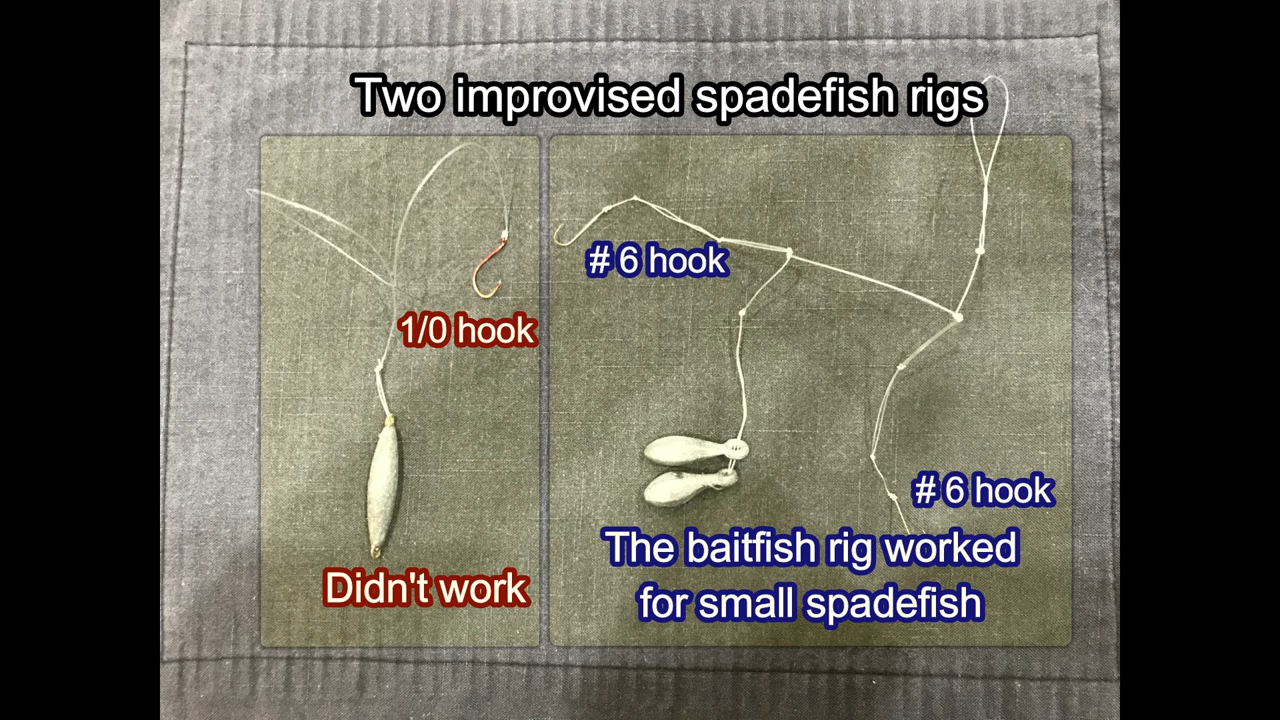 Two improvised spadefish rigs
# 6 hook
1/0 hook
# 6 hook
Didn't work
The baitfish rig worked
for small spadefish